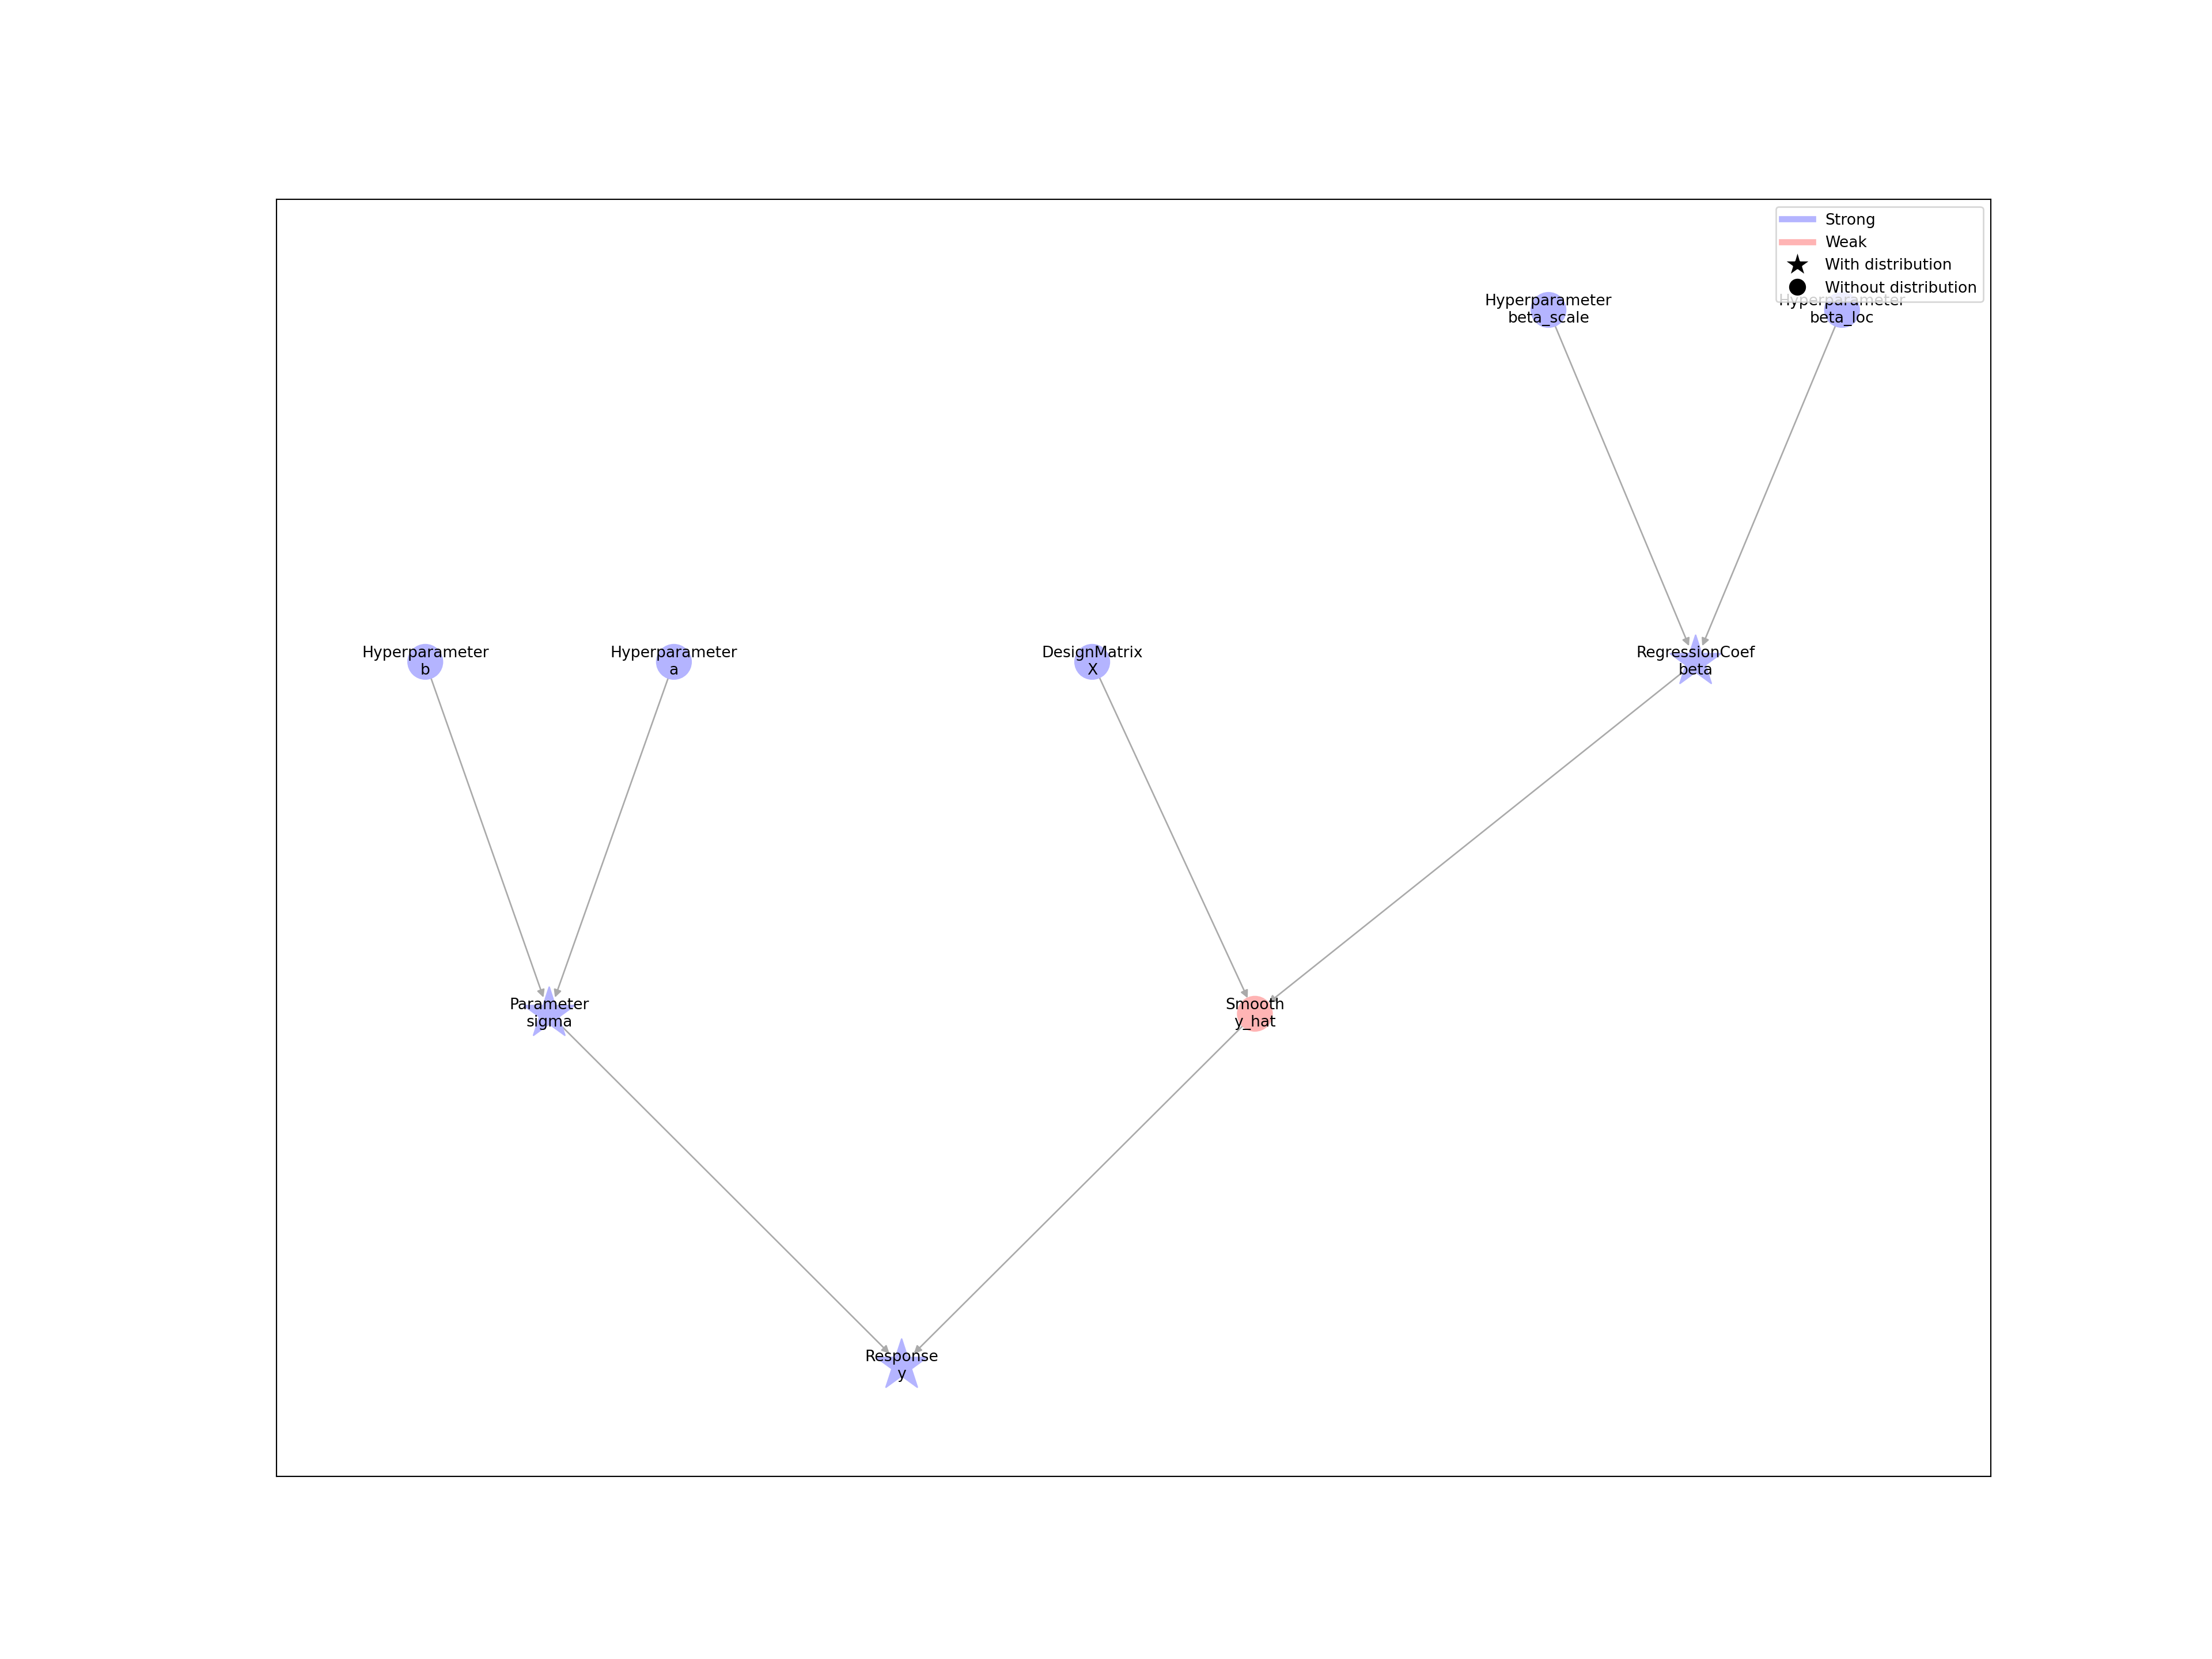 Strong
Weak
With distribution
Without distribution
Hyperparameter
beta_scale
Hyperparameter
beta_loc
Hyperparameter
b
Hyperparameter
a
DesignMatrix
X
RegressionCoef
beta
Parameter
sigma
Smooth
y_hat
Response
y